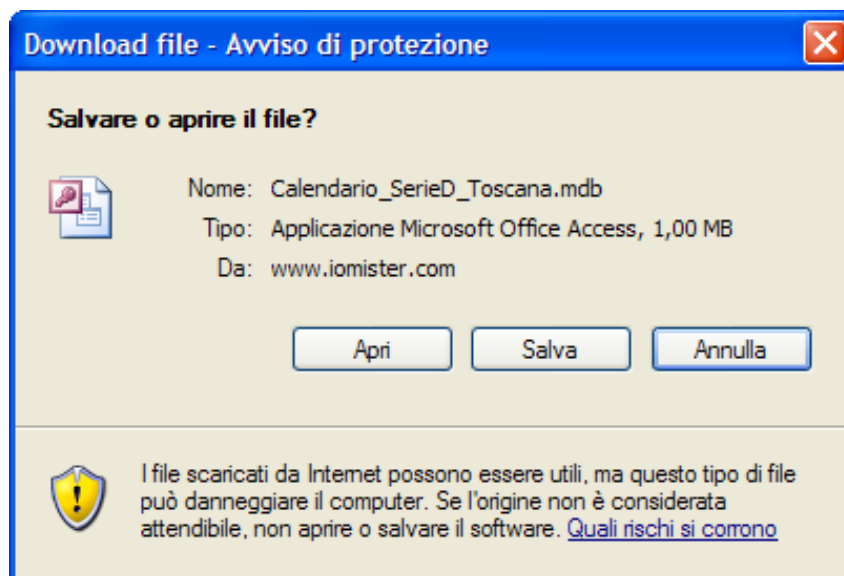 Download file - Avviso di protezione
Salvare o aprire il file?
Nome: Calendario_SerieD_Toscana.mdb
Tipo: Applicazione Microsoft Office Access, 1,00 MB
Da: www.iomister.com
Apri Salva Annulla
I file scaricati da Internet possono essere utili, ma questo tipo di file
può danneggiare il computer. Se l'origine non è considerata
attendibile, non aprire o salvare il software. Quali rischi si corrono